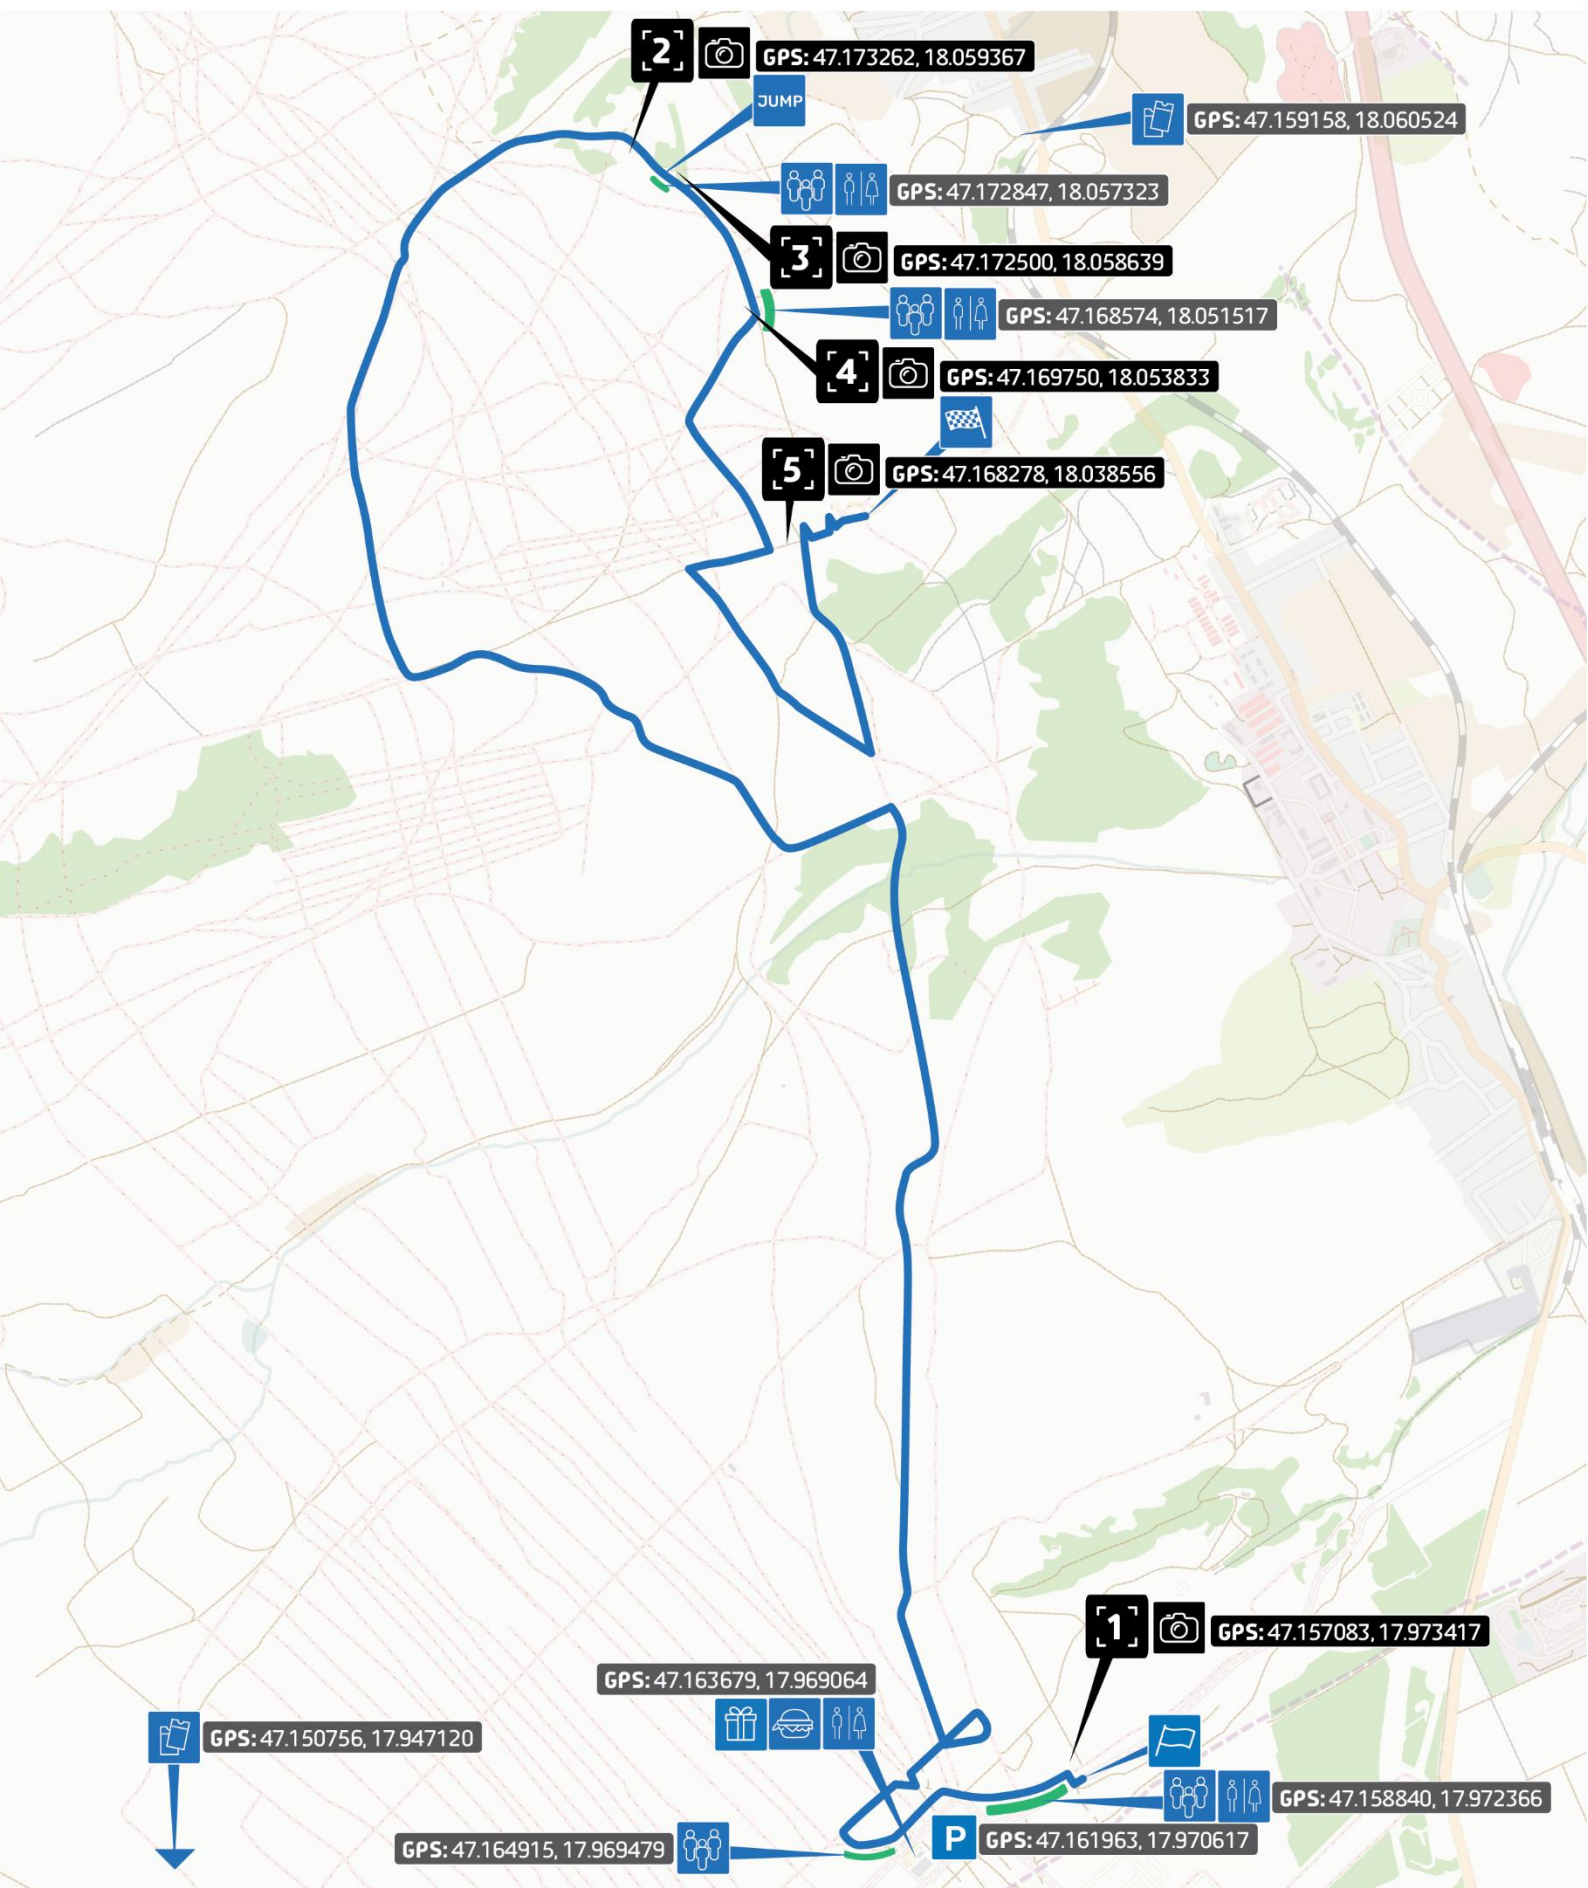 2 GPS: 47.173262, 18.059367
JUMP
GPS: 47.159158, 18.060524
GPS: 47.172847, 18.057323
3 GPS: 47.172500, 18.058639
GPS: 47.168574, 18.051517
4 GPS: 47.169750, 18.053833
5 GPS: 47.168278, 18.038556
1 GPS: 47.157083, 17.973417
GPS: 47.163679, 17.969064
GPS: 47.150756, 17.947120
GPS: 47.158840, 17.972366
P GPS: 47.161963, 17.970617
GPS: 47.164915, 17.969479